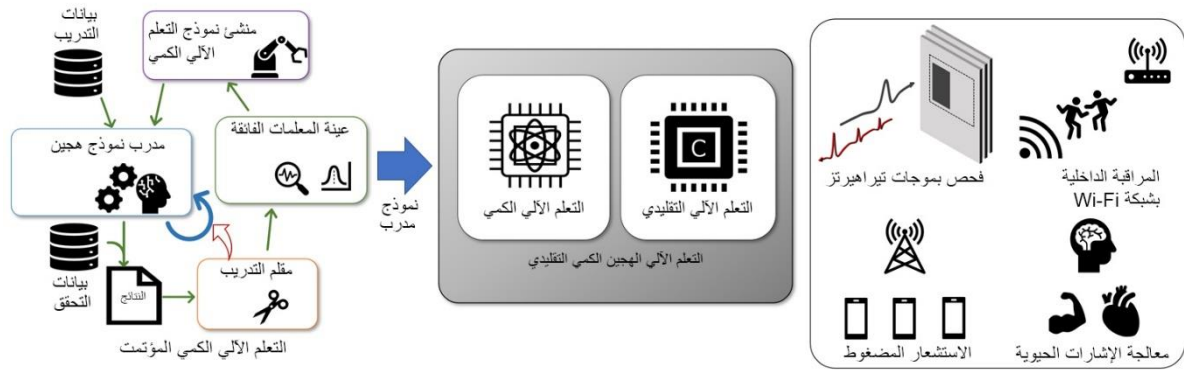 بيانات
التدريب
منشئ نموذج التعلم
الآلي الكمي
مدرب نموذج هجين
عينة المعلمات الفائقة
بيانات
التحقق
النتائج
مقلم التدريب
التعلم الآلي الكمي المؤتمت
نموذج
مدرب
التعلم الآلي الكمي
C
التعلم الآلي التقليدي
التعلم الآلي الهجين الكمي التقليدي
فحص بموجات تيراهيرتز
المراقبة الداخلية
بشبكة Wi-Fi
الاستشعار المضغوط
معالجة الإشارات الحيوية